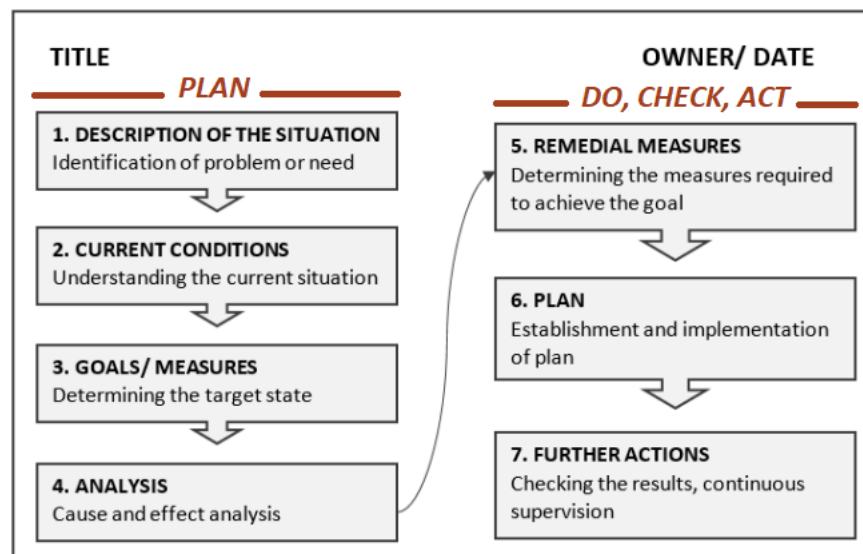 TITLE
OWNER/ DATE
PLAN
DO, CHECK, ACT
1. DESCRIPTION OF THE SITUATION
Identification of problem or need
2. CURRENT CONDITIONS
Understanding the current situation
3. GOALS/ MEASURES
Determining the target state
4. ANALYSIS
Cause and effect analysis
5. REMEDIAL MEASURES
Determining the measures required
to achieve the goal
6. PLAN
Establishment and implementation
of plan
7. FURTHER ACTIONS
Checking the results, continuous
supervision